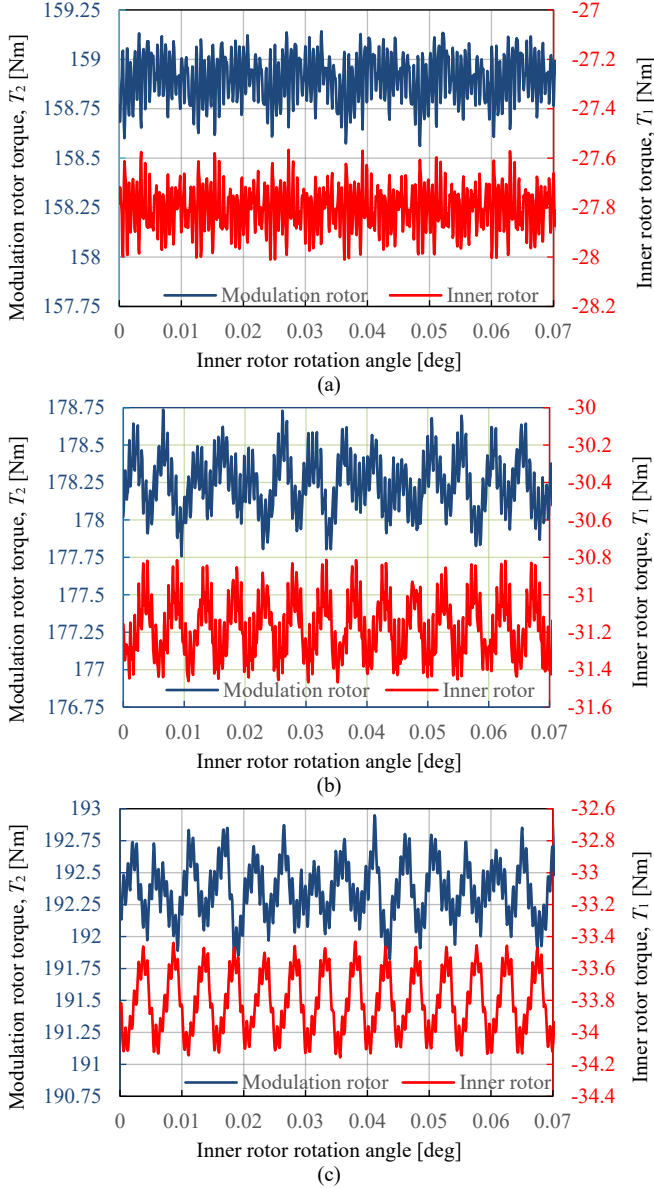 159.25 -27
159 -27.2
158.75 -27.4
158.5 -27.6
158.25 -27.8
158 -28
157.75 -28.2
Modulation rotor torque, T2 [Nm]
Inner rotor torque, T1 [Nm]
Modulation rotor Inner rotor
0 0.01 0.02 0.03 0.04 0.05 0.06 0.07
Inner rotor rotation angle [deg]
(a)
178.75 -30
178.5 -30.2
178.25 -30.4
178 -30.6
177.75 -30.8
177.5 -31
177.25 -31.2
177 -31.4
176.75 -31.6
Modulation rotor torque, T2 [Nm]
Inner rotor torque, T1 [Nm]
Modulation rotor Inner rotor
0 0.01 0.02 0.03 0.04 0.05 0.06 0.07
Inner rotor rotation angle [deg]
(b)
193 -32.6
192.75 -32.8
192.5 -33
192.25 -33.2
192 -33.4
191.75 -33.6
191.5 -33.8
191.25 -34
191 -34.2
190.75 -34.4
Modulation rotor torque, T2 [Nm]
Inner rotor torque, T1 [Nm]
Modulation rotor Inner rotor
0 0.01 0.02 0.03 0.04 0.05 0.06 0.07
Inner rotor rotation angle [deg]
(c)